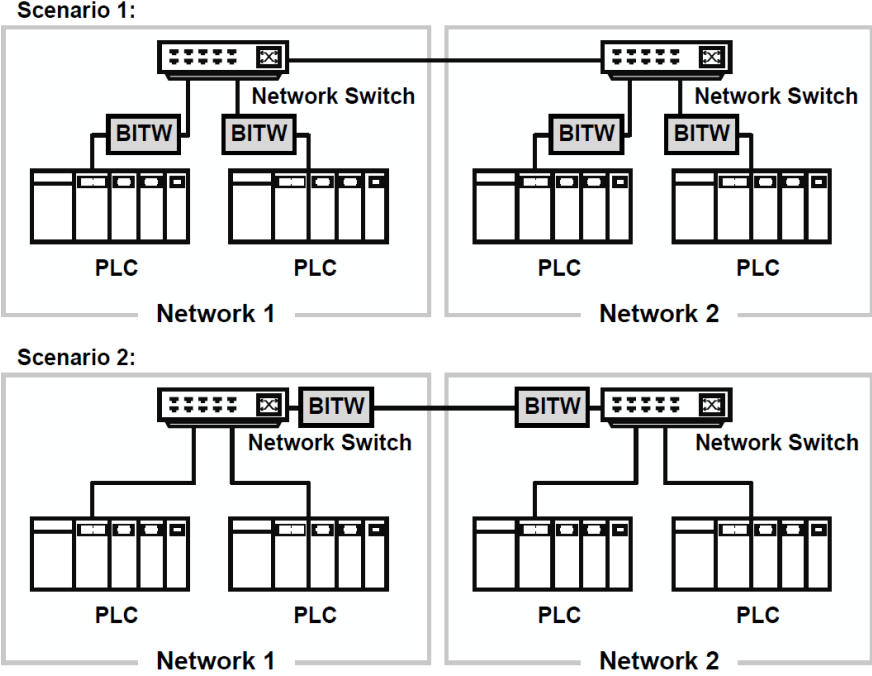 Scenario 1:
Network Switch
Network Switch
BITW
BITW
BITW
BITW
PLC
PLC
PLC
PLC
Network 1
Network 2
Scenario 2:
BITW
BITW
Network Switch
Network Switch
PLC
PLC
PLC
PLC
Network 1
Network 2